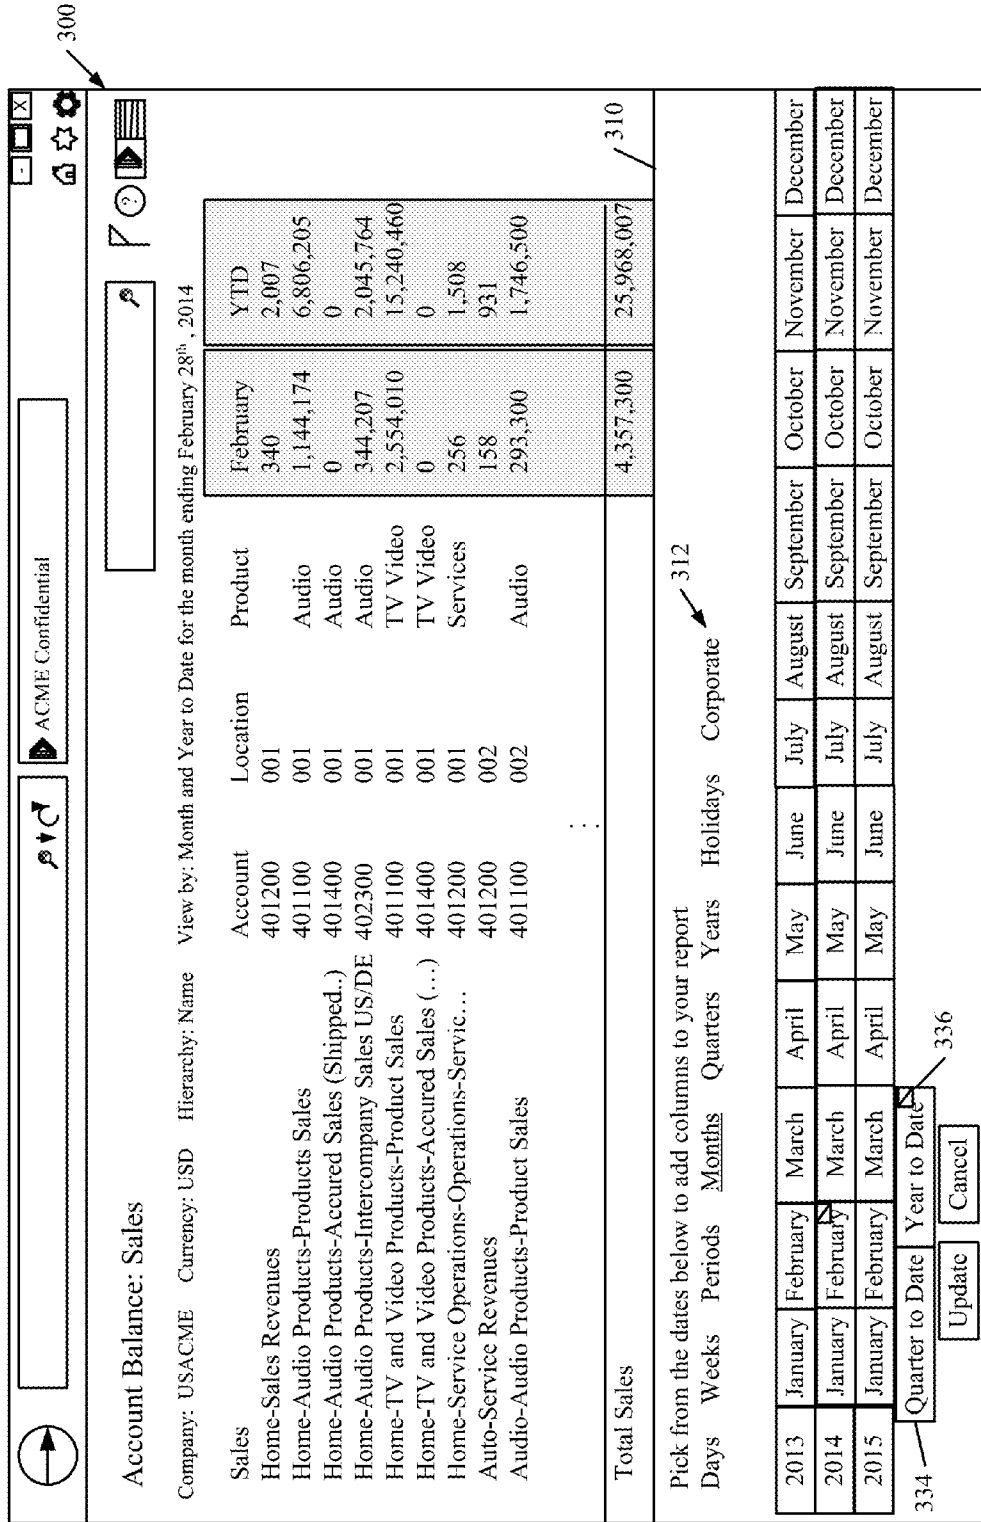 300
- X
ACME Confidential
Account Balance: Sales
?
Company: USACME Currency: USD Hierarchy: Name View by: Month and Year to Date for the month ending February 28th , 2014
Sales Account Location Product February YTD
Home-Sales Revenues 401200 001 340 2,007
Home-Audio Products-Products Sales 401100 001 Audio 1,144,174 6,806,205
Home-Audio Products-Accured Sales (Shipped..) 401400 001 Audio 0 0
Home-Audio Products-Intercompany Sales US/DE 402300 001 Audio 344,207 2,045,764
Home-TV and Video Products-Product Sales 401100 001 TV Video 2,554,010 15,240,460
Home-TV and Video Products-Accured Sales (...) 401400 001 TV Video 0 0
Home-Service Operations-Operations-Servic... 401200 001 Services 256 1,508
Auto-Service Revenues 401200 002 158 931
Audio-Audio Products-Product Sales 401100 002 Audio 293,300 1,746,500
...
Total Sales 4,357,300 25,968,007
310
Pick from the dates below to add columns to your report
312
Days Weeks Periods Months Quarters Years Holidays Corporate
2013 January February March April May June July August September October November December
2014 January February March April May June July August September October November December
2015 January February March April May June July August September October November December
Quarter to Date Year to Date
334
336
Update Cancel